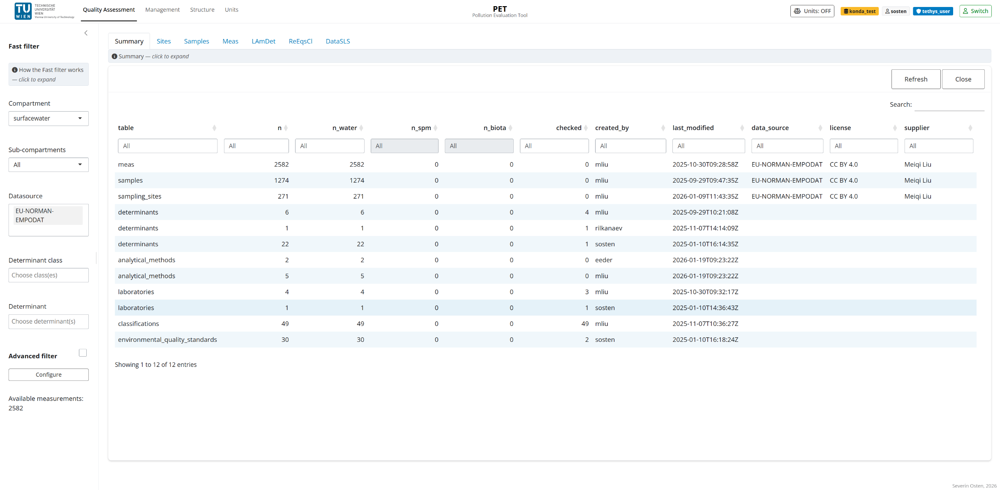 TU WIEN
TECHNISCHE
UNIVERSITÄT
WIEN
Vienna University of Technology
Quality Assessment Management Structure Units
PET
Pollution Evaluation Tool
Units: OFF konda_test sosten tethys_user Switch
Fast filter
How the Fast filter works
— click to expand
Compartment
surfacewater
Sub-compartments
All
Datasource
EU-NORMAN-
EMPODAT
Determinant class
Choose class(es)
Determinant
Choose determinant(s)
Advanced filter
Configure
Available measurements:
2582
Summary Sites Samples Meas LAmDet ReEqsCl DataSLS
Summary — click to expand
Refresh Close
Search:
table n n_water n_spm n_biota checked created_by last_modified data_source license supplier
All All All All All All All All All All All
meas 2582 2582 0 0 0 mliu 2025-10-30T09:28:58Z EU-NORMAN-EMPODAT CC BY 4.0 Meiqi Liu
samples 1274 1274 0 0 0 mliu 2025-09-29T09:47:35Z EU-NORMAN-EMPODAT CC BY 4.0 Meiqi Liu
sampling_sites 271 271 0 0 0 mliu 2026-01-09T11:43:35Z EU-NORMAN-EMPODAT CC BY 4.0 Meiqi Liu
determinants 6 6 0 0 4 mliu 2025-09-29T10:21:08Z
determinants 1 1 0 0 1 rilkanaev 2025-11-07T14:14:09Z
determinants 22 22 0 0 1 sosten 2025-01-10T16:14:35Z
analytical_methods 2 2 0 0 0 eeder 2026-01-19T09:23:22Z
analytical_methods 5 5 0 0 0 mliu 2026-01-19T09:23:22Z
laboratories 4 4 0 0 3 mliu 2025-10-30T09:32:17Z
laboratories 1 1 0 0 1 sosten 2025-01-10T14:36:43Z
classifications 49 49 0 0 49 mliu 2025-11-07T10:36:27Z
environmental_quality_standards 30 30 0 0 2 sosten 2025-01-10T16:18:24Z
Showing 1 to 12 of 12 entries
Severin Osten, 2026